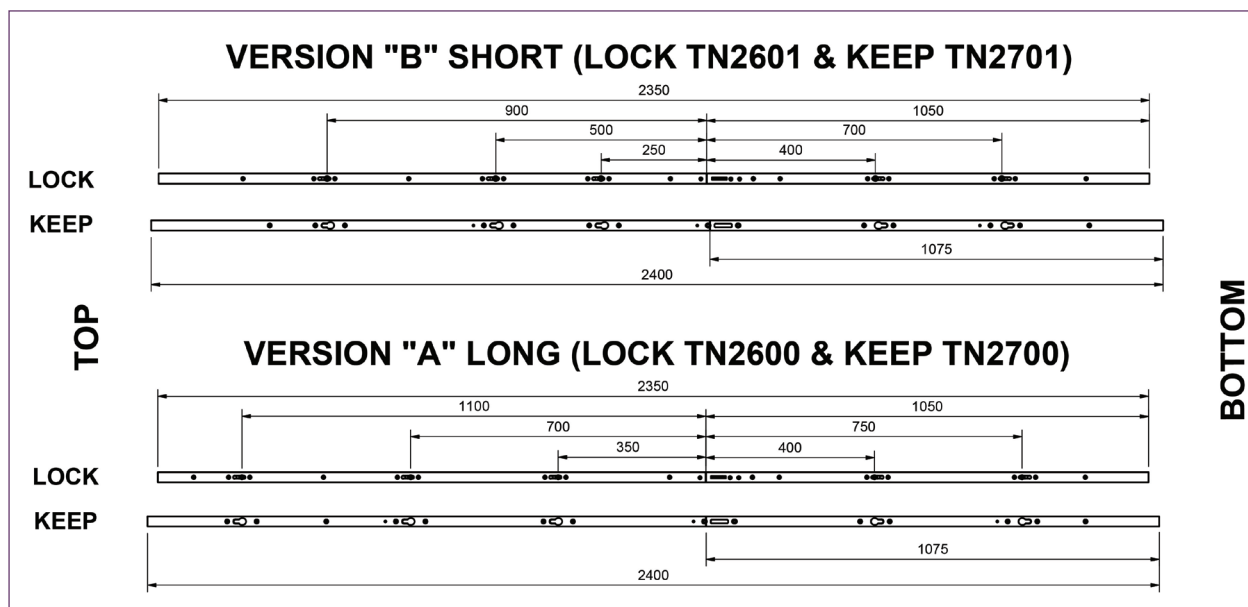 VERSION "B" SHORT (LOCK TN2601 & KEEP TN2701)
2350
900
1050
500
700
250
400
LOCK
KEEP
1075
2400
TOP
BOTTOM
VERSION "A" LONG (LOCK TN2600 & KEEP TN2700)
2350
1100
1050
700
750
350
400
LOCK
KEEP
1075
2400